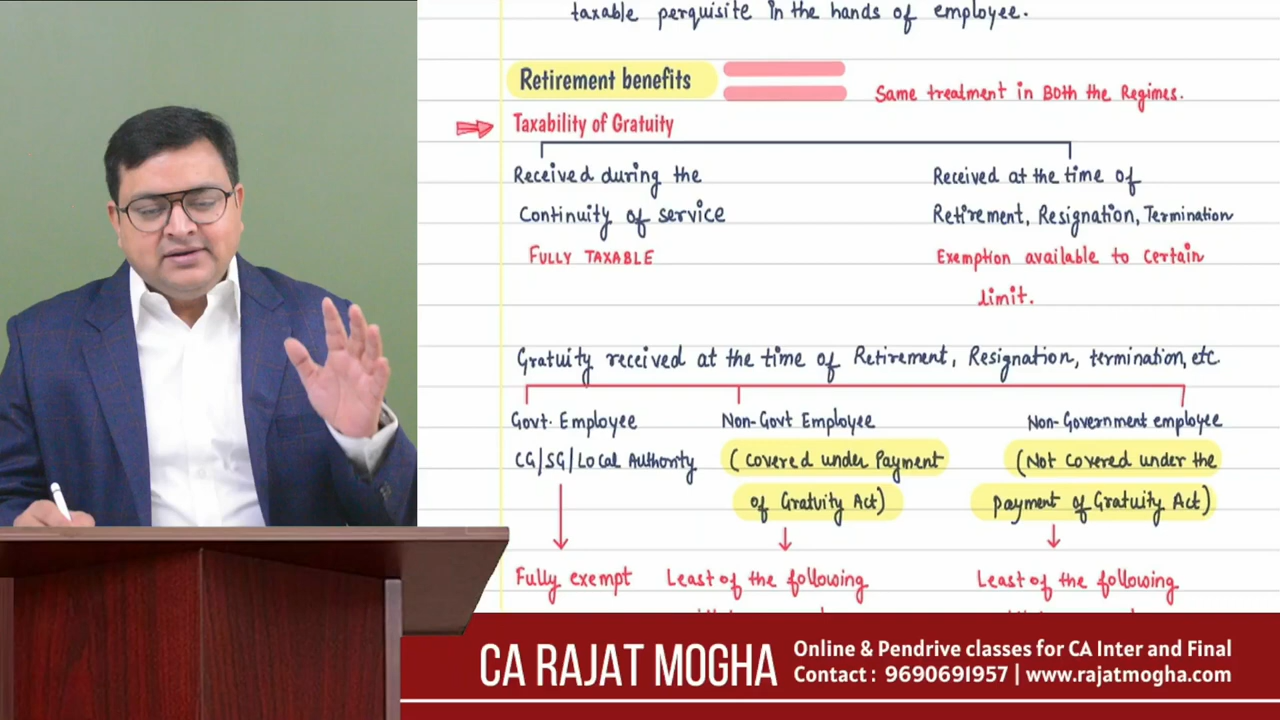 taxable perquisite in the hands of employee.
Retirement benefits
Same treatment in BOTH the Regimes.
Taxability of Gratuity
Received during the
Continuity of service
FULLY TAXABLE
Received at the time of
Retirement, Resignation, Termination
Exemption available to certain
limit.
Gratuity received at the time of Retirement, Resignation, termination, etc
Govt. Employee
CG/SG/Local Authority
Fully exempt
Non-Govt Employee
(covered under Payment
of Gratuity Act)
Least of the following
Non-Government employee
(Not covered under the
payment of Gratuity Act)
Least of the following
CA RAJAT MOGHA
Online & Pendrive classes for CA Inter and Final
Contact : 9690691957 | www.rajatmogha.com